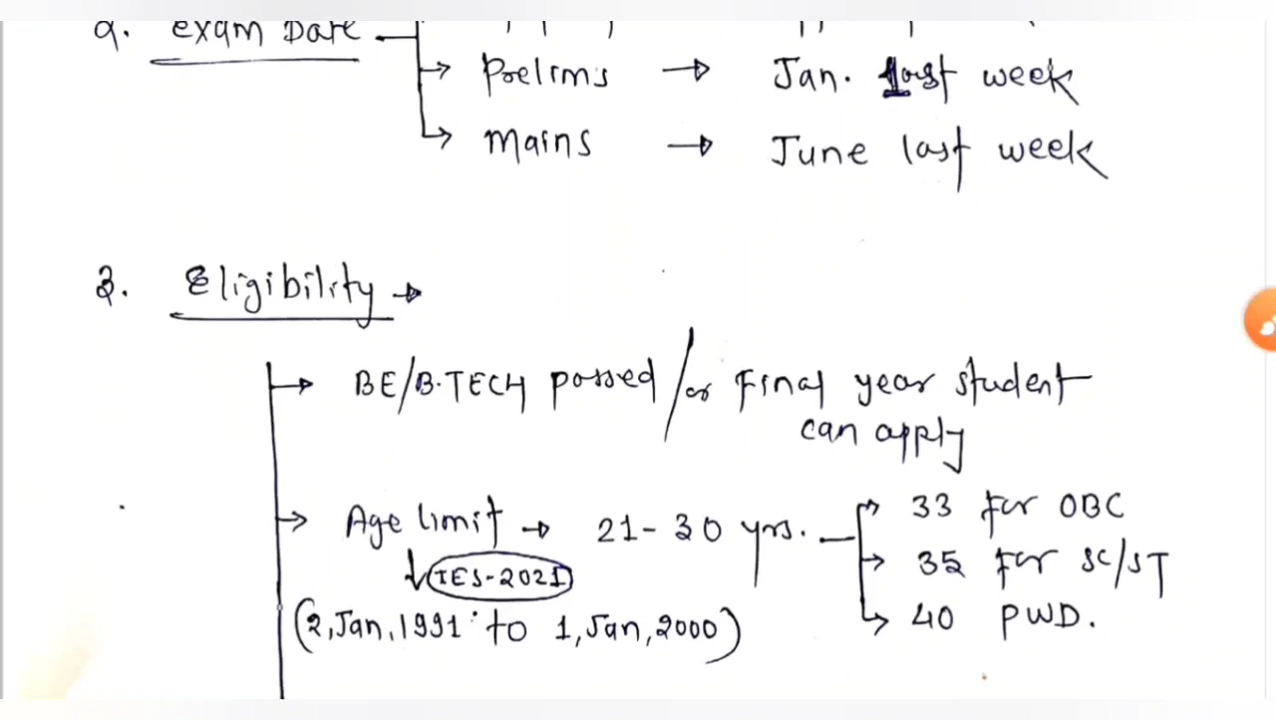 exam Date
Prelims → Jan. last week
Mains → June last week
Eligibility →
→ BE/B.TECH passed / or Final year student
can apply
→ Age limit → 21-30 yrs. → 33 for OBC
→ 35 for SC/ST
IES-2021
(2,Jan,1991 to 1,Jan,2000) → 40 PWD.